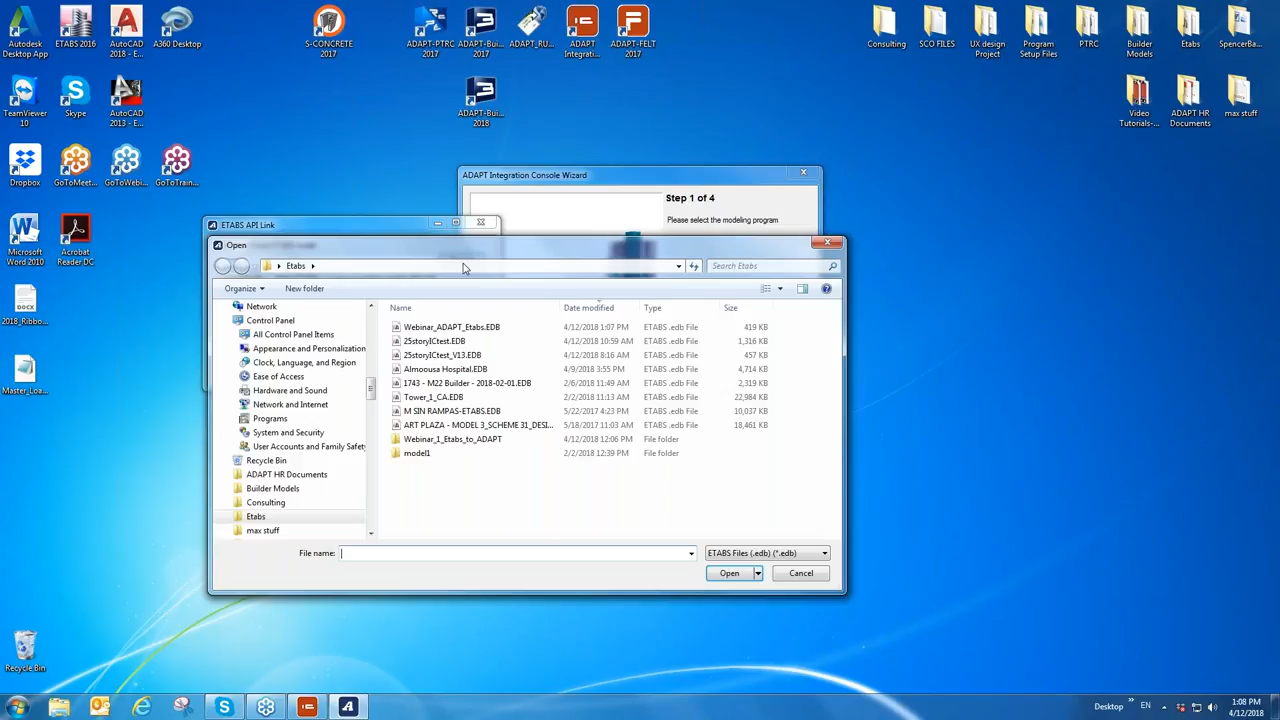 Autodesk
Desktop App
ETABS 2016
AutoCAD
2018 - E...
A360 Desktop
S-CONCRETE
2017
ADAPT-PTRC
2017
ADAPT-Bui...
2017
ADAPT_RU...
ADAPT
Integrati...
ADAPT-FELT
2017
Consulting
SCO FILES
UX design
Project
Program
Setup Files
PTRC
Builder
Models
Etabs
SpencerBa...
TeamViewer
10
Skype
AutoCAD
2013 - E...
ADAPT-Bui...
2018
Video
Tutorials-...
ADAPT HR
Documents
max stuff
Dropbox
GoToMeet...
GoToWebi...
GoToTrain...
ADAPT Integration Console Wizard
Step 1 of 4
Please select the modeling program
ETABS API Link
Open
Etabs
Search Etabs
Organize
New folder
Network
Control Panel
All Control Panel Items
Appearance and Personalization
Clock, Language, and Region
Ease of Access
Hardware and Sound
Network and Internet
Programs
System and Security
User Accounts and Family Safety
Recycle Bin
ADAPT HR Documents
Builder Models
Consulting
Etabs
max stuff
Name Date modified Type Size
Webinar_ADAPT_Etabs.EDB 4/12/2018 1:07 PM ETABS .edb File 419 KB
25storyICtest.EDB 4/12/2018 10:59 AM ETABS .edb File 1,316 KB
25storyICtest_V13.EDB 4/12/2018 8:16 AM ETABS .edb File 457 KB
Almoousa Hospital.EDB 4/9/2018 3:55 PM ETABS .edb File 4,714 KB
1743 - M22 Builder - 2018-02-01.EDB 2/6/2018 11:49 AM ETABS .edb File 2,319 KB
Tower_1_CA.EDB 2/2/2018 11:13 AM ETABS .edb File 22,984 KB
M SIN RAMPAS-ETABS.EDB 5/22/2017 4:23 PM ETABS .edb File 10,037 KB
ART PLAZA - MODEL 3_SCHEME 31_DESI... 5/18/2017 11:03 AM ETABS .edb File 18,461 KB
Webinar_1_Etabs_to_ADAPT 4/12/2018 12:06 PM File folder
model1 2/2/2018 12:39 PM File folder
File name:
ETABS Files (.edb) (*.edb)
Open
Cancel
Microsoft
Word 2010
Acrobat
Reader DC
2018_Ribbo...
Master_Loa...
Recycle Bin
Desktop
EN
1:08 PM
4/12/2018